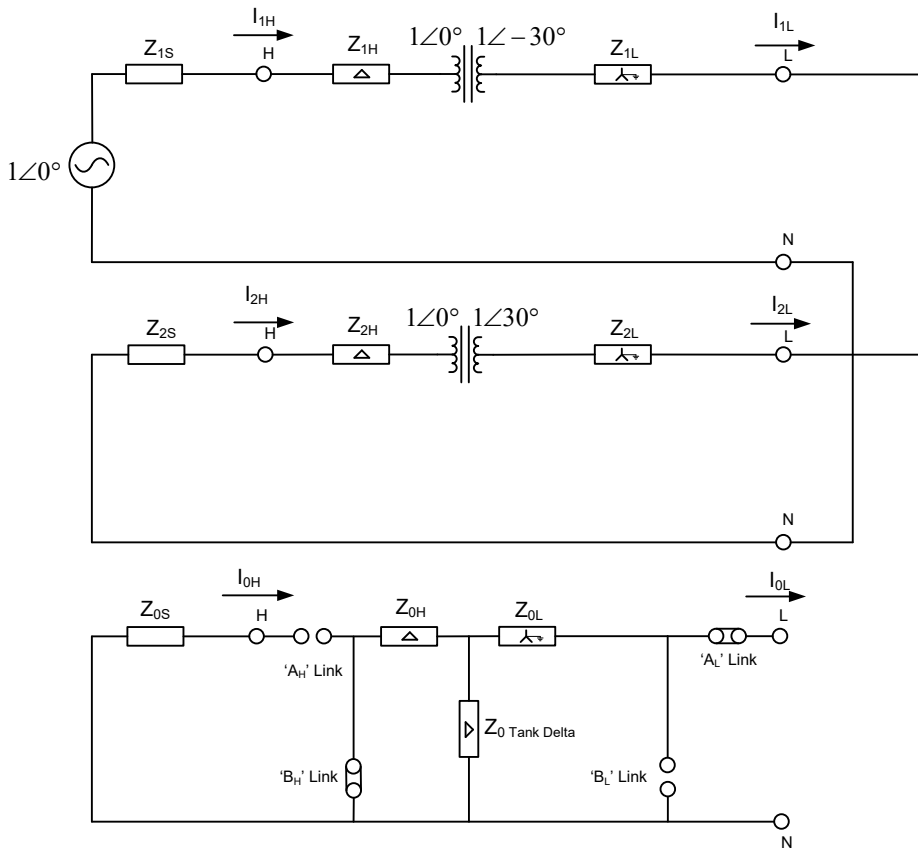 I1H
I1L
Z1S
H
Z1H
1∠0°
1∠−30°
Z1L
L
1∠0°
N
I2H
I2L
Z2S
H
Z2H
1∠0°
1∠30°
Z2L
L
N
I0H
I0L
Z0S
H
Z0H
Z0L
L
'AH' Link
'AL' Link
Z0 Tank Delta
'BH' Link
'BL' Link
N